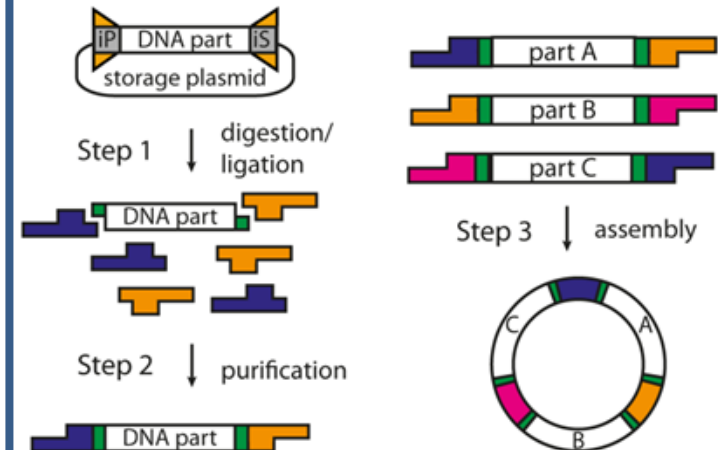 iP DNA part iS
storage plasmid
Step 1
digestion/
ligation
DNA part
Step 2
purification
DNA part
part A
part B
part C
Step 3
assembly
C
A
B